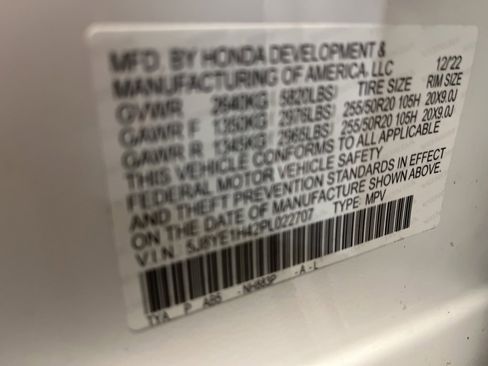 MFD. BY HONDA DEVELOPMENT &
MANUFACTURING OF AMERICA, LLC 12/22
GVWR 2640KG ( 5820LBS) TIRE SIZE RIM SIZE
GAWR F 1350KG ( 2976LBS) 255/50R20 105H 20X9.0J
GAWR R 1345KG ( 2965LBS) 255/50R20 105H 20X9.0J
THIS VEHICLE CONFORMS TO ALL APPLICABLE
FEDERAL MOTOR VEHICLE SAFETY
AND THEFT PREVENTION STANDARDS IN EFFECT
ON THE DATE OF MANUFACTURE SHOWN ABOVE.
V.I.N. 5J8YE1H42PL022707 TYPE: MPV
TXA P AB5 -NH883P -A-L